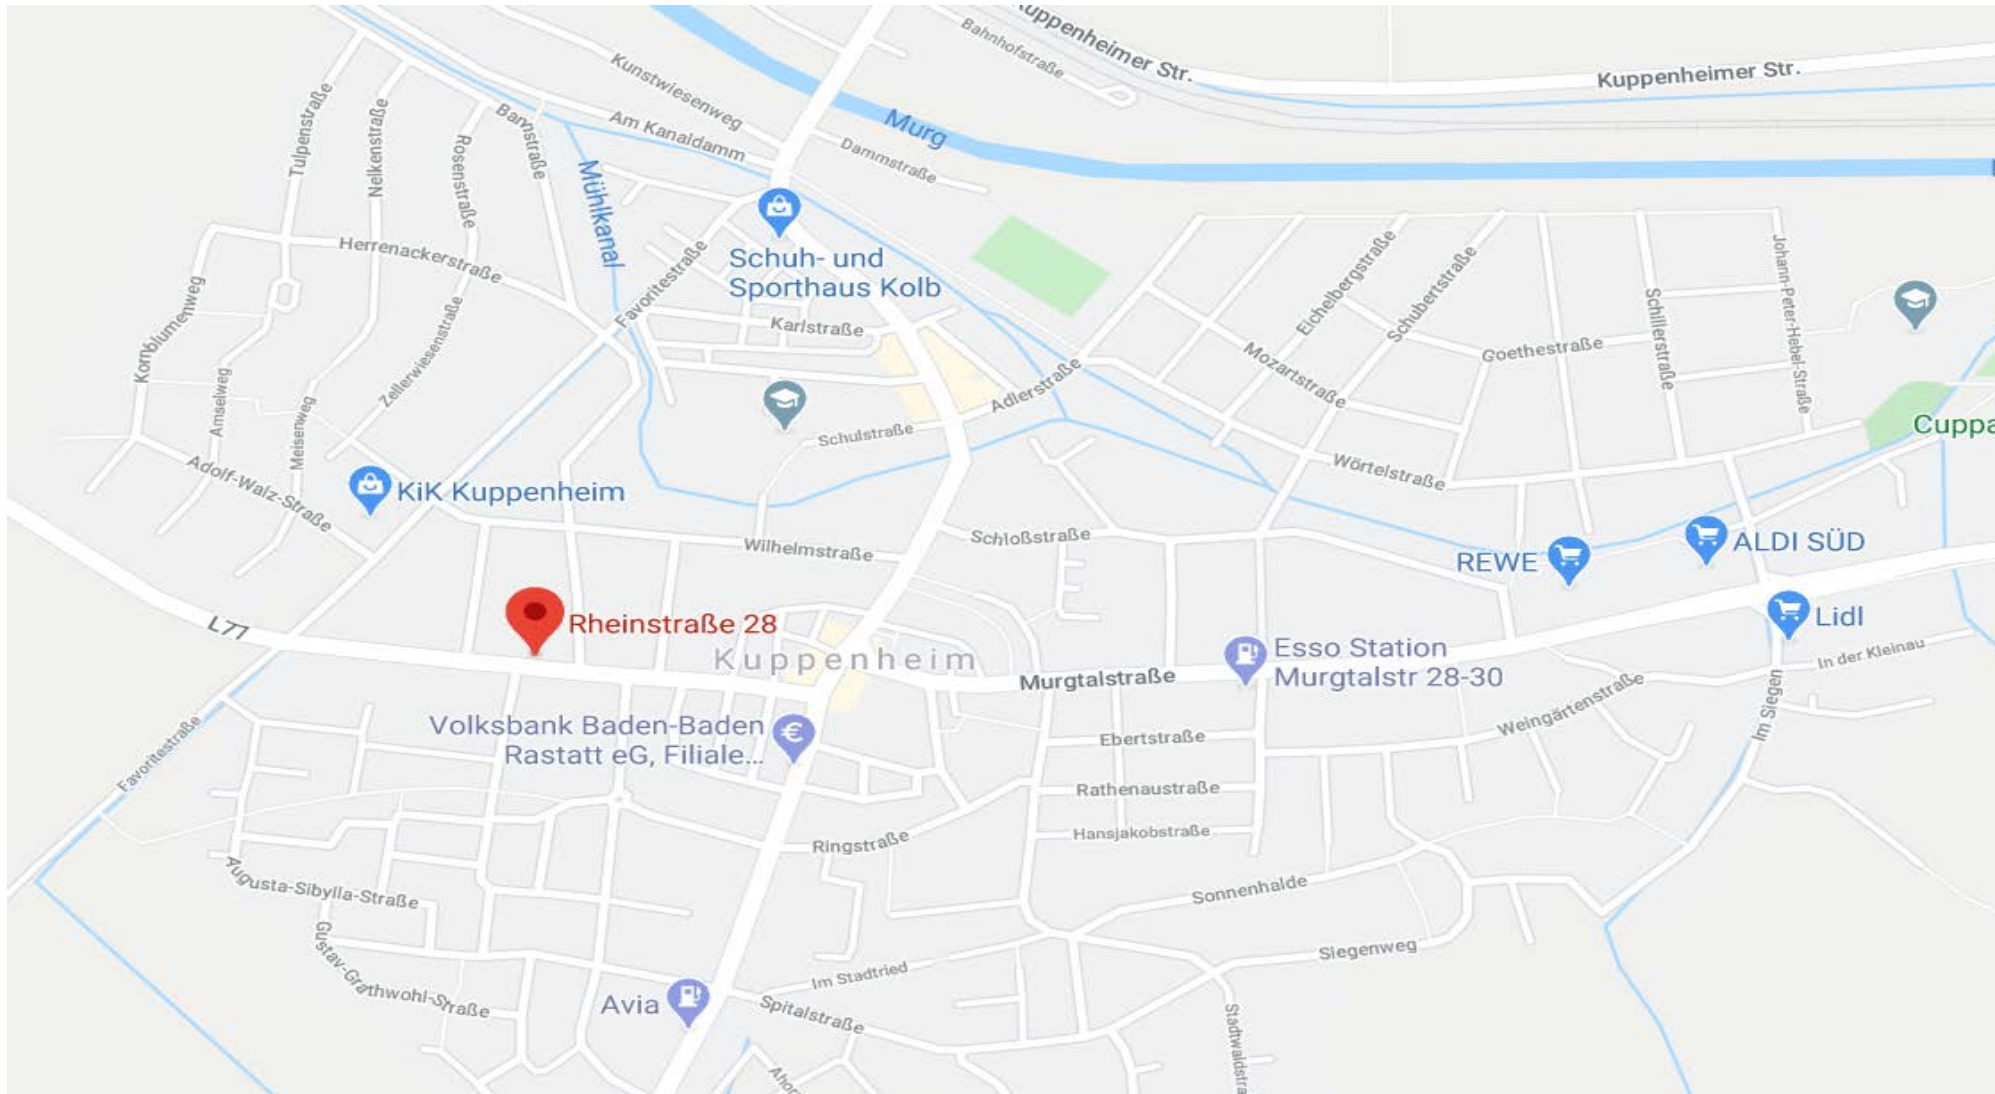 Kuppenheimer Str.
Bahnhofstraße
Kuppenheimer Str.
Kunstwiesenweg
Am Kanaldamm
Murg
Dammstraße
Tulpenstraße
Nelkenstraße
Rosenstraße
Bannstraße
Mühlkanal
Herrenackerstraße
Favoritestraße
Schuh- und
Sporthaus Kolb
Karlstraße
Eichelbergstraße
Schubertstraße
Mozartstraße
Goethestraße
Schillerstraße
Johann-Peter-Hebel-Straße
Kornblumenweg
Amselweg
Meisenweg
Zellerwiesenstraße
Adlerstraße
Schulstraße
Cuppa
Wörtelstraße
Adolf-Walz-Straße
KiK Kuppenheim
Wilhelmstraße
Schloßstraße
REWE
ALDI SÜD
L77
Rheinstraße 28
Kuppenheim
Murgtalstraße
Esso Station
Murgtalstr 28-30
Lidl
In der Kleinau
Weingärtenstraße
Im Siegen
Volksbank Baden-Baden
Rastatt eG, Filiale...
€
Favoritestraße
Ebertstraße
Rathenaustraße
Hansjakobstraße
Ringstraße
Augusta-Sibylla-Straße
Sonnenhalde
Gustav-Grathwohl-Straße
Siegenweg
Im Stadtried
Avia
Spitalstraße
Stadtwaldstra
Ahor